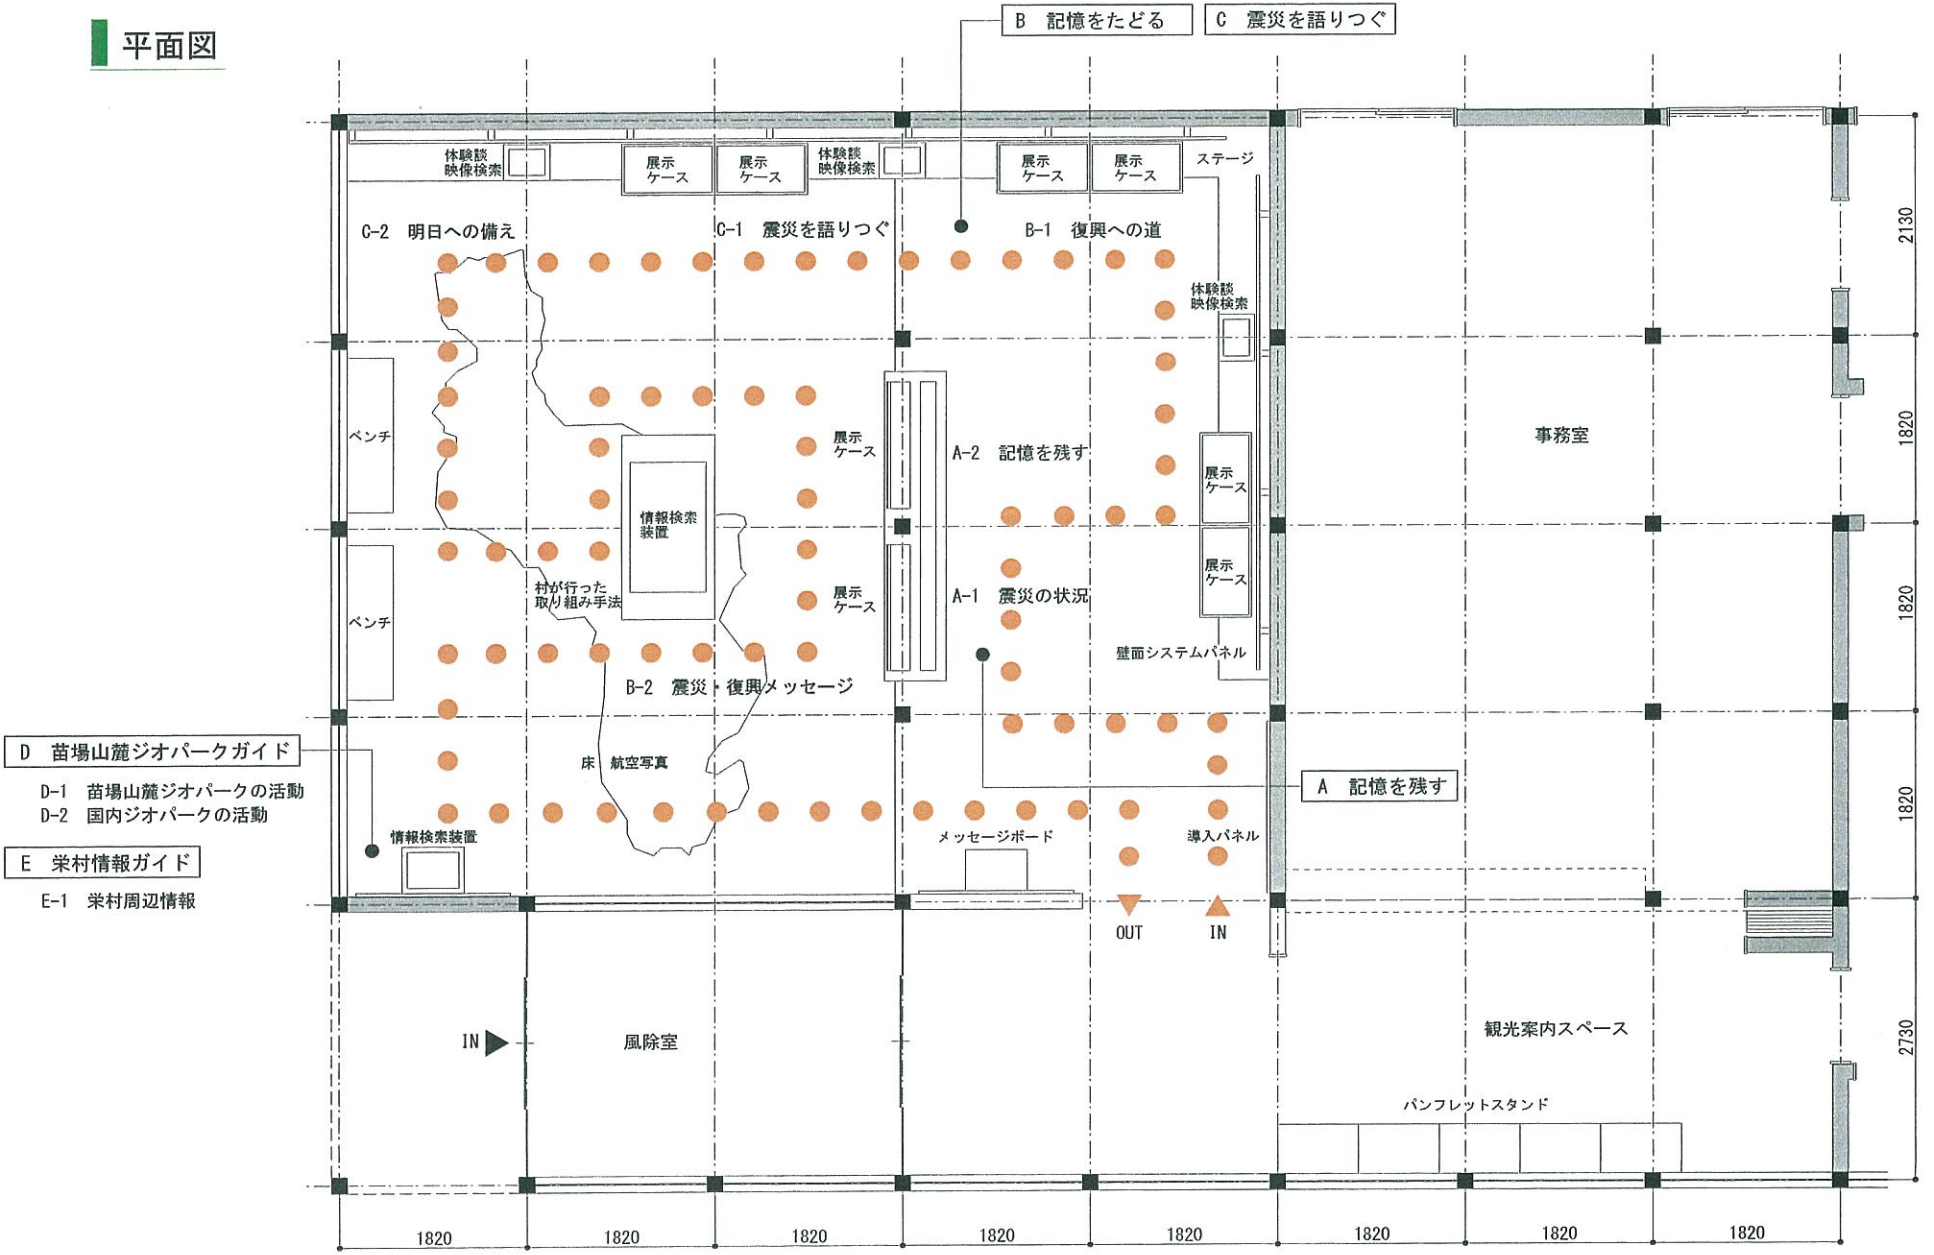 平面図
B 記憶をたどる
C 震災を語りつぐ
体験談
映像検索
展示
ケース
展示
ケース
体験談
映像検索
展示
ケース
展示
ケース
ステージ
C-2 明日への備え
C-1 震災を語りつぐ
B-1 復興への道
2130
体験談
映像検索
ベンチ
展示
ケース
A-2 記憶を残す
展示
ケース
事務室
1820
情報検索
装置
村が行った
取り組み手法
展示
ケース
A-1 震災の状況
展示
ケース
1820
ベンチ
壁面システムパネル
B-2 震災・復興メッセージ
D 苗場山麓ジオパークガイド
D-1 苗場山麓ジオパークの活動
D-2 国内ジオパークの活動
床 航空写真
A 記憶を残す
1820
情報検索装置
メッセージボード
導入パネル
E 栄村情報ガイド
E-1 栄村周辺情報
OUT
IN
IN
風除室
観光案内スペース
2730
パンフレットスタンド
1820
1820
1820
1820
1820
1820
1820
1820